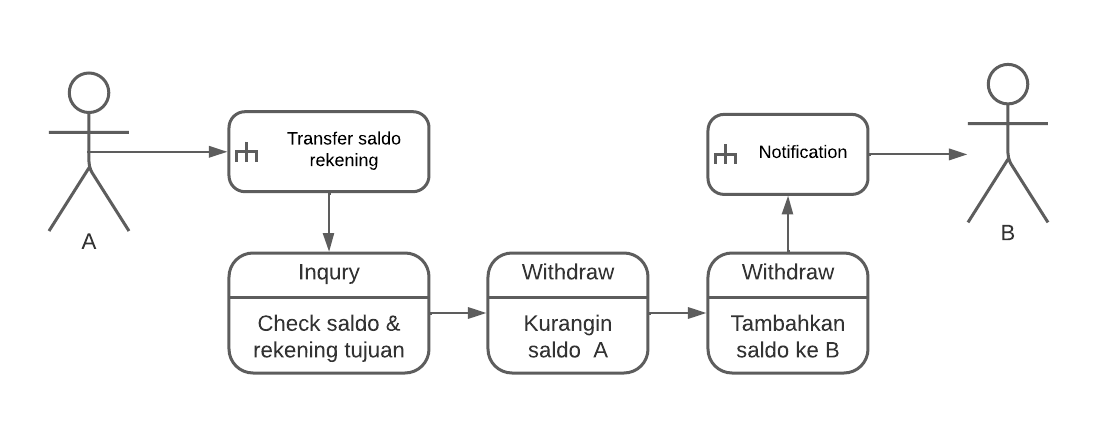 A
Transfer saldo
rekening
Inqury
Check saldo &
rekening tujuan
Withdraw
Kurangin
saldo A
Withdraw
Tambahkan
saldo ke B
Notification
B